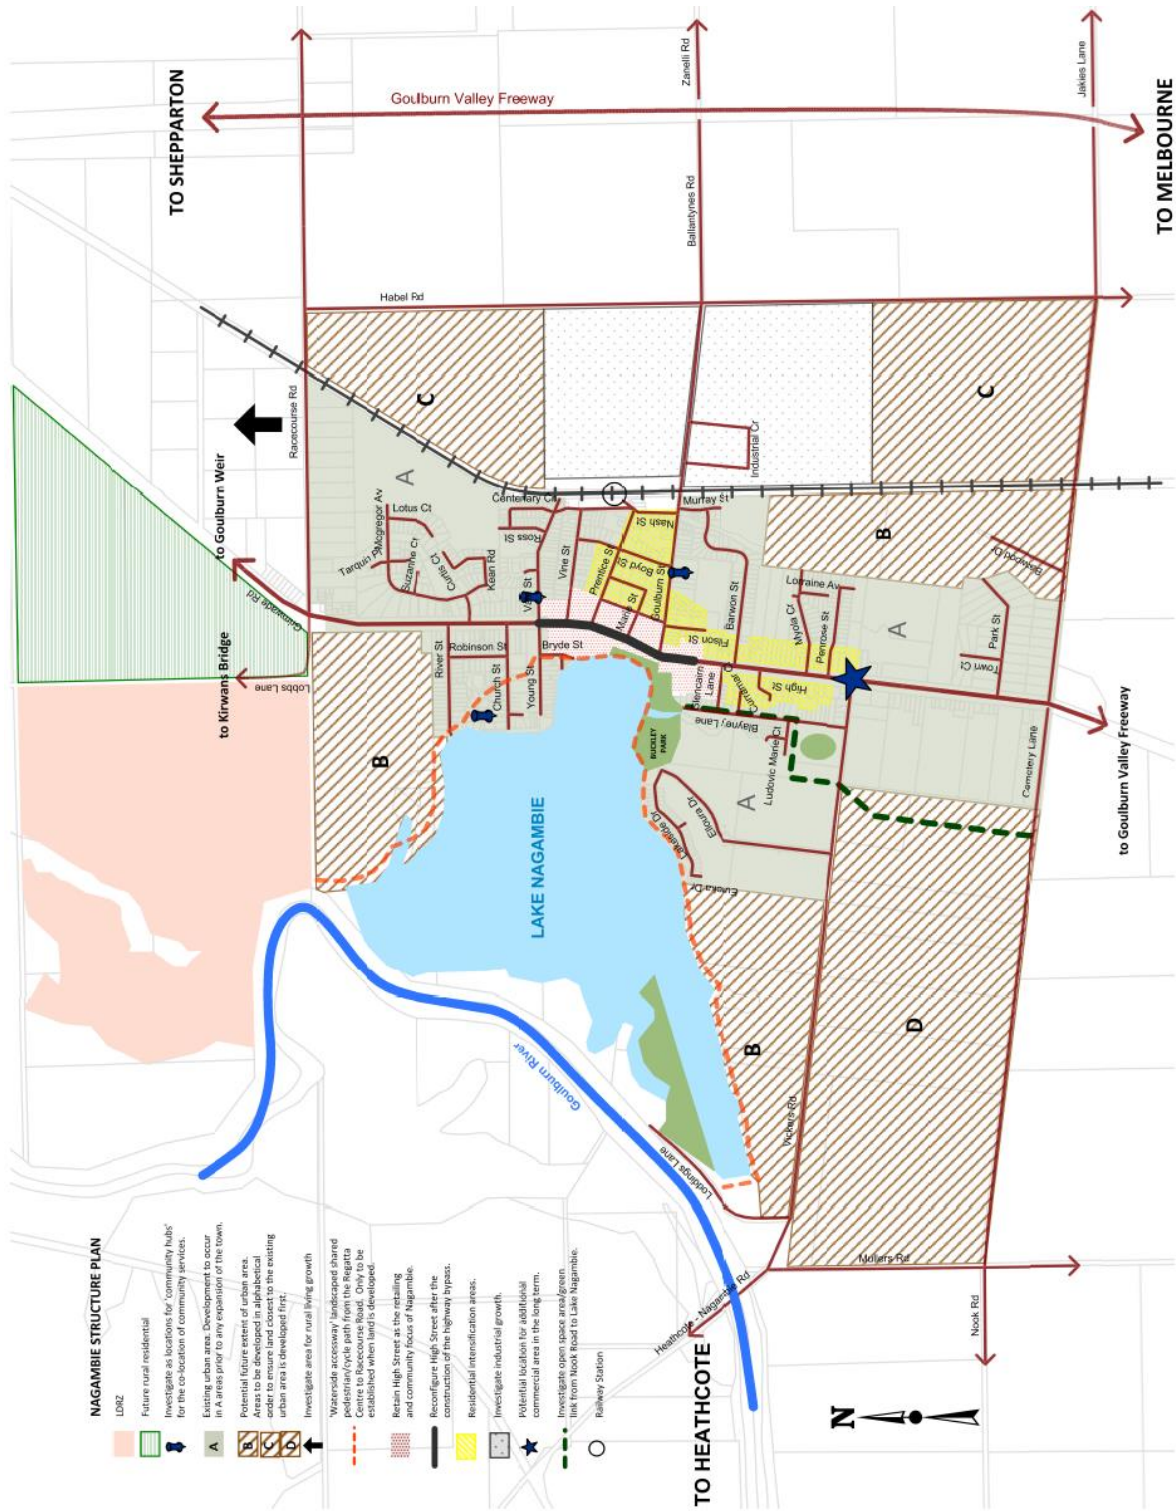 NAGAMBIE STRUCTURE PLAN
LDRZ
Future rural residential
Investigate as locations for 'community hubs'
for the co-location of community services.
A
Existing urban area. Development to occur
in A areas prior to any expansion of the town.
B
C
D
Potential future extent of urban area.
Areas to be developed in alphabetical
order to ensure land closest to the existing
urban area is developed first.
Investigate area for rural living growth
'Waterside accessway' landscaped shared
pedestrian/cycle path from the Regatta
Centre to Racecourse Road. Only to be
established when land is developed.
Retain High Street as the retailing
and community focus of Nagambie.
Reconfigure High Street after the
construction of the highway bypass.
Residential intensification areas.
Investigate industrial growth.
Potential location for additional
commercial area in the long term.
Investigate open space area/green
link from Nook Road to Lake Nagambie.
Railway Station
N
TO SHEPPARTON
Goulburn Valley Freeway
Zanelli Rd
Jakies Lane
TO MELBOURNE
Ballantynes Rd
Habel Rd
Racecourse Rd
to Goulburn Weir
Grimwade Rd
to Kirwans Bridge
Lobbs Lane
C
C
Industrial Cr
A
Mcgregor Av
Lotus Ct
Suzanne Ct
Curtis Ct
Kean Rd
Centenary
Ross St
Vine St
Prentice St
Nash St
Boyd St
Marie St
Goulburn St
Murray St
Barwon St
Filson St
Lorraine Av
Myola Cr
Penrose St
B
Park St
Town Ct
A
River St
Robinson St
Church St
Young St
Bryde St
Lane
High St
Blayney Lane
Ludovic Marie Ct
BUCKLEY
PARK
A
Elloura Dr
Lakeside Dr
Eureka Dr
Cemetery Lane
to Goulburn Valley Freeway
LAKE NAGAMBIE
Goulburn River
B
B
D
Vickers Rd
Loddings Lane
Mullers Rd
Nook Rd
Heathcote - Nagambie Rd
TO HEATHCOTE